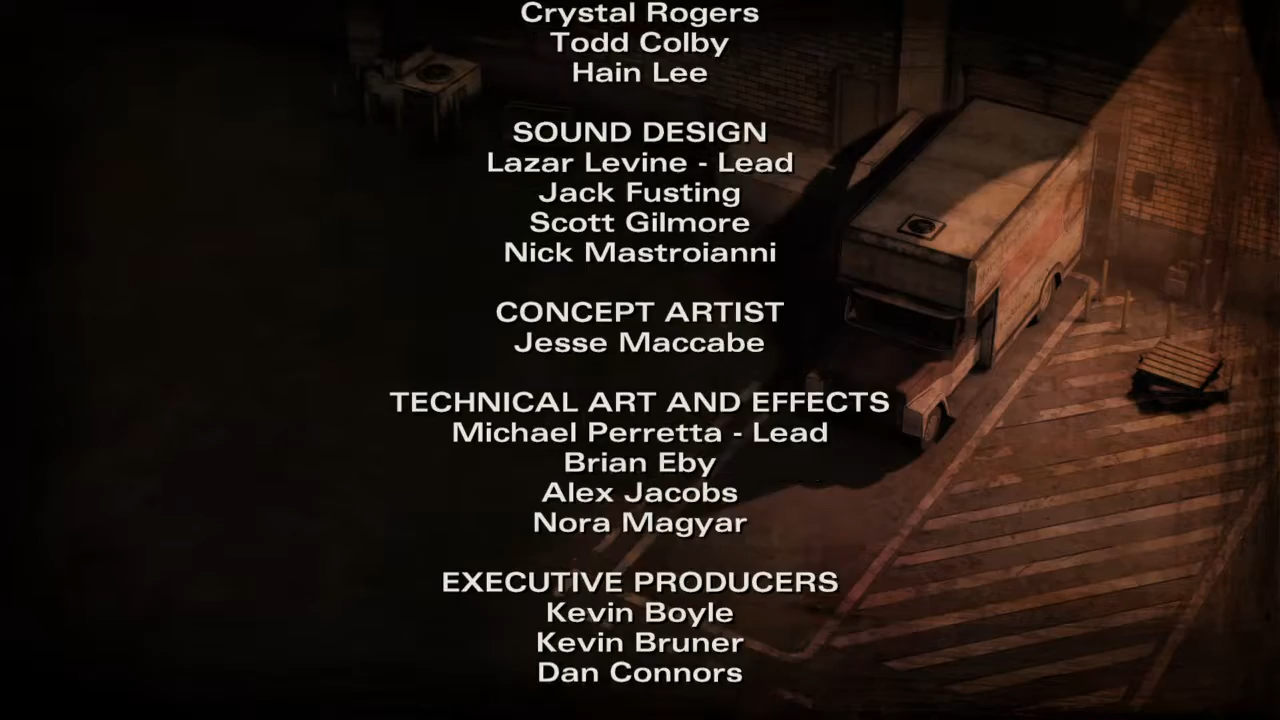 Crystal Rogers
Todd Colby
Hain Lee
SOUND DESIGN
Lazar Levine - Lead
Jack Fusting
Scott Gilmore
Nick Mastroianni
CONCEPT ARTIST
Jesse Maccabe
TECHNICAL ART AND EFFECTS
Michael Perretta - Lead
Brian Eby
Alex Jacobs
Nora Magyar
EXECUTIVE PRODUCERS
Kevin Boyle
Kevin Bruner
Dan Connors